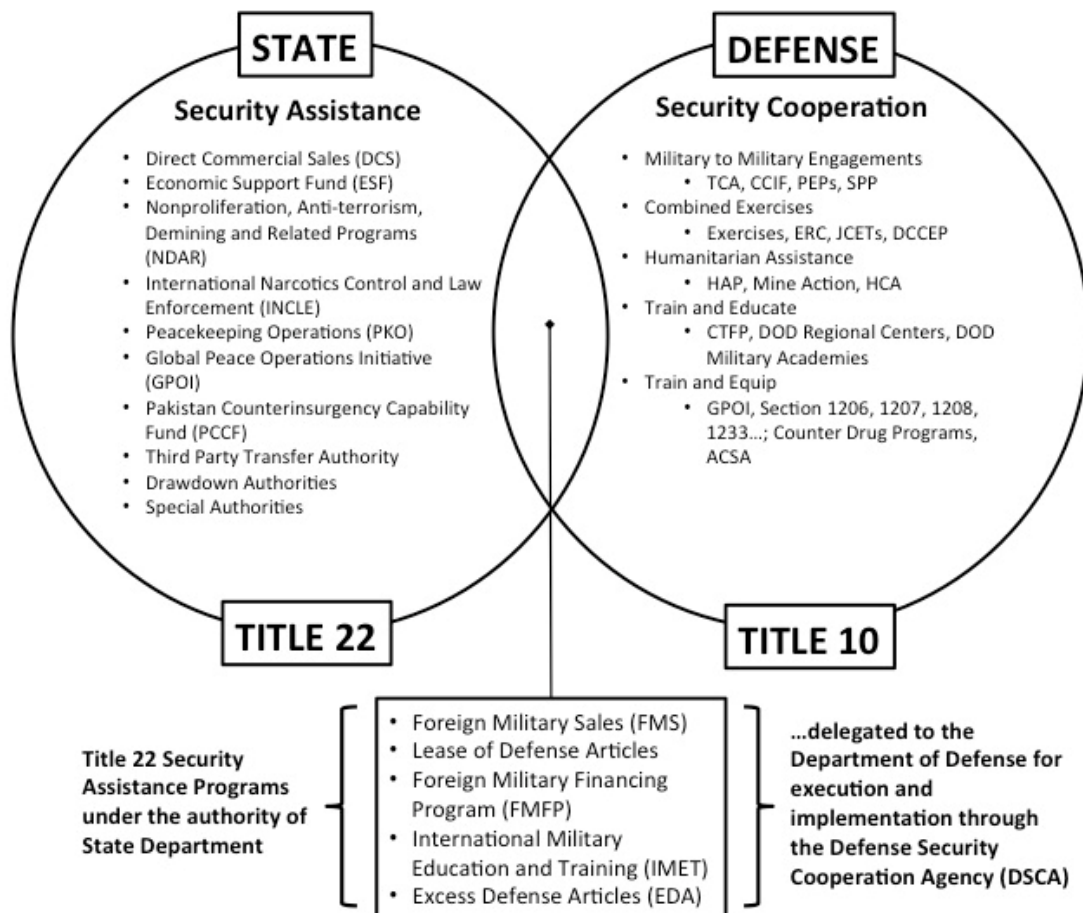 STATE
Security Assistance
• Direct Commercial Sales (DCS)
• Economic Support Fund (ESF)
• Nonproliferation, Anti-terrorism,
Demining and Related Programs
(NDAR)
• International Narcotics Control and Law
Enforcement (INCLE)
• Peacekeeping Operations (PKO)
• Global Peace Operations Initiative
(GPOI)
• Pakistan Counterinsurgency Capability
Fund (PCCF)
• Third Party Transfer Authority
• Drawdown Authorities
• Special Authorities
TITLE 22
DEFENSE
Security Cooperation
• Military to Military Engagements
• TCA, CCIF, PEPs, SPP
• Combined Exercises
• Exercises, ERC, JCETs, DCCEP
• Humanitarian Assistance
• HAP, Mine Action, HCA
• Train and Educate
• CTFP, DOD Regional Centers, DOD
Military Academies
• Train and Equip
• GPOI, Section 1206, 1207, 1208,
1233...; Counter Drug Programs,
ACSA
TITLE 10
Title 22 Security
Assistance Programs
under the authority of
State Department
• Foreign Military Sales (FMS)
• Lease of Defense Articles
• Foreign Military Financing
Program (FMFP)
• International Military
Education and Training (IMET)
• Excess Defense Articles (EDA)
...delegated to the
Department of Defense for
execution and
implementation through
the Defense Security
Cooperation Agency (DSCA)